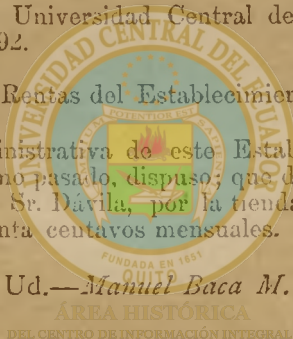 Universidad Central de
92.
Rentas del Establecimien
nistrativa de este Estab
mo pasado, dispuso, que d
Sr. Dávila, por la tienda
nta centavos mensuales.
Ud.—Manuel Baca M.
UNIVERSIDAD CENTRAL DEL ECUADOR
FUNDADA EN 1651
QUITO
ÁREA HISTÓRICA
DEL CENTRO DE INFORMACIÓN INTEGRAL